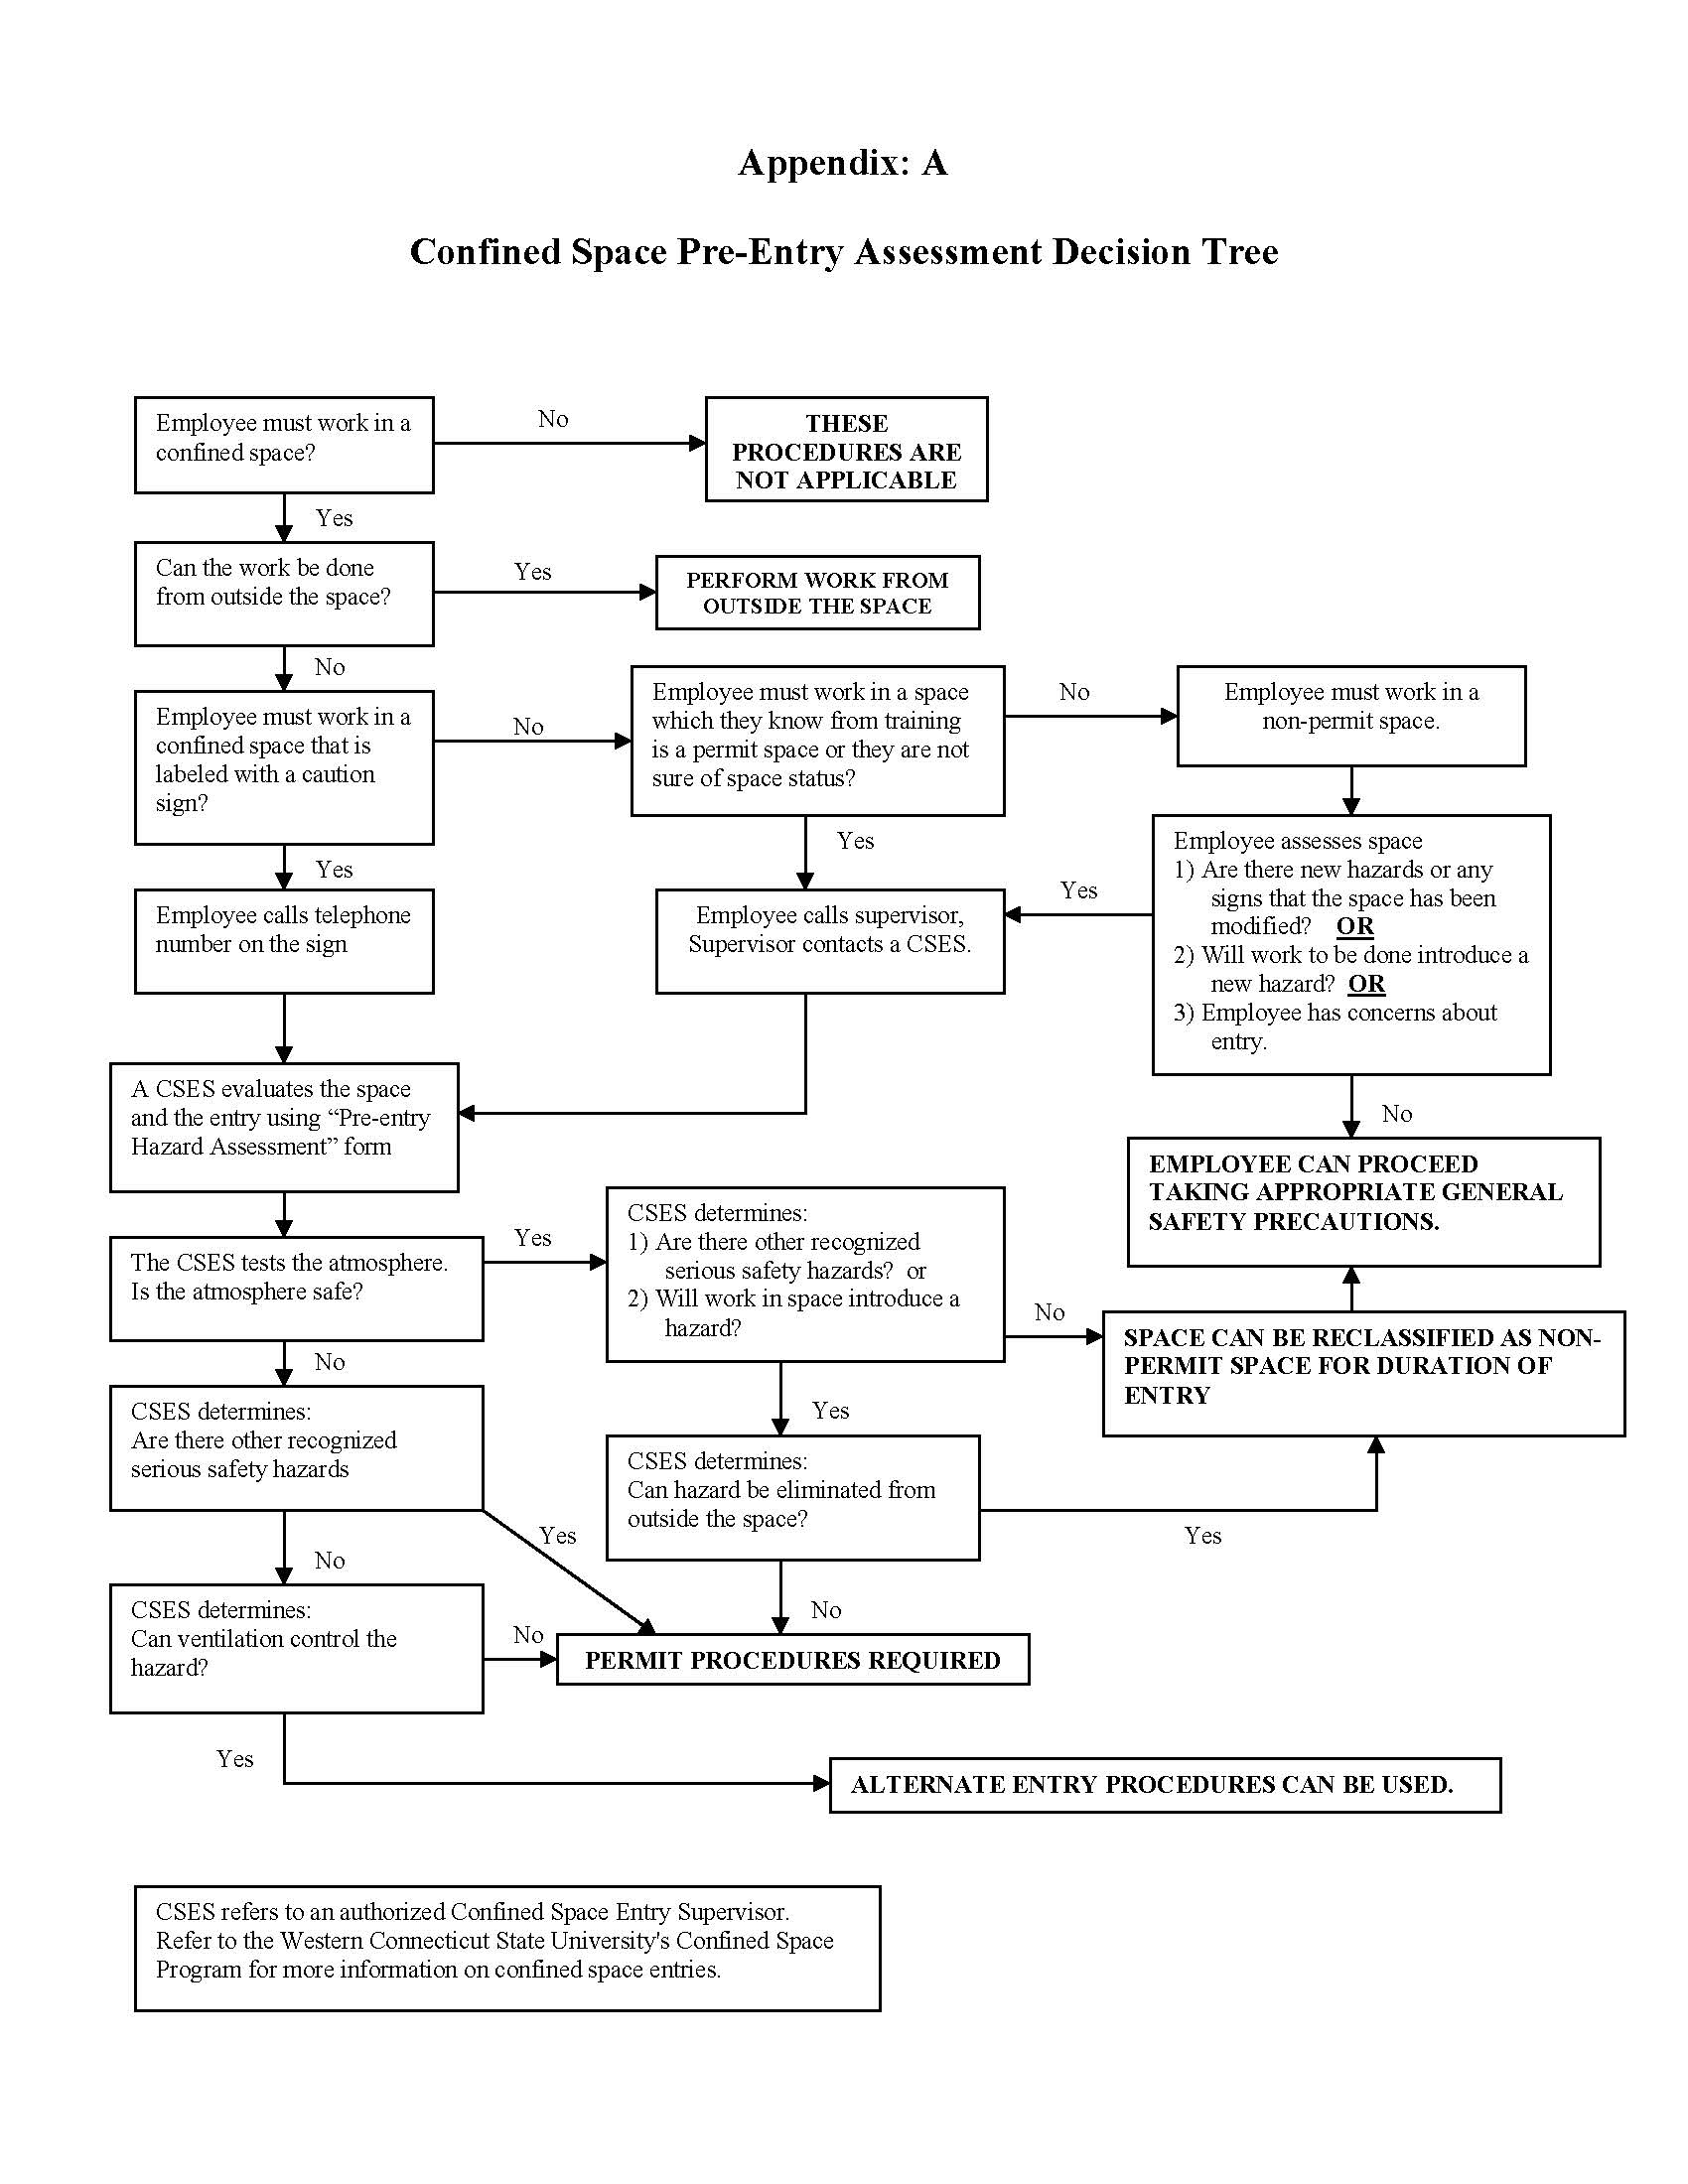 Appendix: A
Confined Space Pre-Entry Assessment Decision Tree
Employee must work in a
confined space?
No
THESE
PROCEDURES ARE
NOT APPLICABLE
Yes
Can the work be done
from outside the space?
Yes
PERFORM WORK FROM
OUTSIDE THE SPACE
No
Employee must work in a
confined space that is
labeled with a caution
sign?
No
Employee must work in a space
which they know from training
is a permit space or they are not
sure of space status?
No
Employee must work in a
non-permit space.
Yes
Yes
Employee assesses space
1) Are there new hazards or any
signs that the space has been
modified? OR
2) Will work to be done introduce a
new hazard? OR
3) Employee has concerns about
entry.
Yes
Employee calls telephone
number on the sign
Employee calls supervisor,
Supervisor contacts a CSES.
No
A CSES evaluates the space
and the entry using “Pre-entry
Hazard Assessment” form
EMPLOYEE CAN PROCEED
TAKING APPROPRIATE GENERAL
SAFETY PRECAUTIONS.
The CSES tests the atmosphere.
Is the atmosphere safe?
Yes
CSES determines:
1) Are there other recognized
serious safety hazards? or
2) Will work in space introduce a
hazard?
No
SPACE CAN BE RECLASSIFIED AS NON-
PERMIT SPACE FOR DURATION OF
ENTRY
No
Yes
CSES determines:
Are there other recognized
serious safety hazards
Yes
CSES determines:
Can hazard be eliminated from
outside the space?
Yes
No
No
CSES determines:
Can ventilation control the
hazard?
No
PERMIT PROCEDURES REQUIRED
Yes
ALTERNATE ENTRY PROCEDURES CAN BE USED.
CSES refers to an authorized Confined Space Entry Supervisor.
Refer to the Western Connecticut State University's Confined Space
Program for more information on confined space entries.